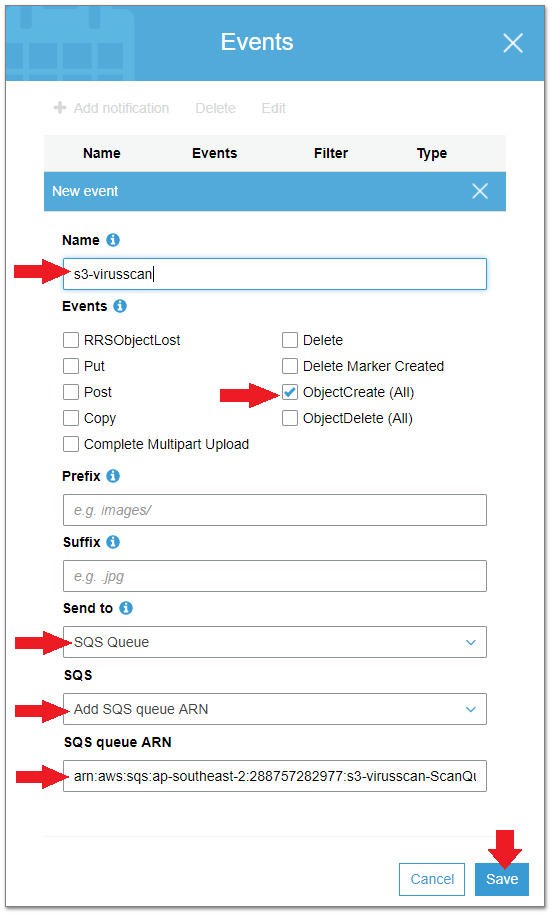 Events
Add notification Delete Edit
Name Events Filter Type
New event
Name
s3-virusscan
Events
RRSObjectLost Delete
Put Delete Marker Created
Post ObjectCreate (All)
Copy ObjectDelete (All)
Complete Multipart Upload
Prefix
e.g. images/
Suffix
e.g. .jpg
Send to
SQS Queue
SQS
Add SQS queue ARN
SQS queue ARN
arn:aws:sqs:ap-southeast-2:288757282977:s3-virusscan-ScanQu
Cancel Save